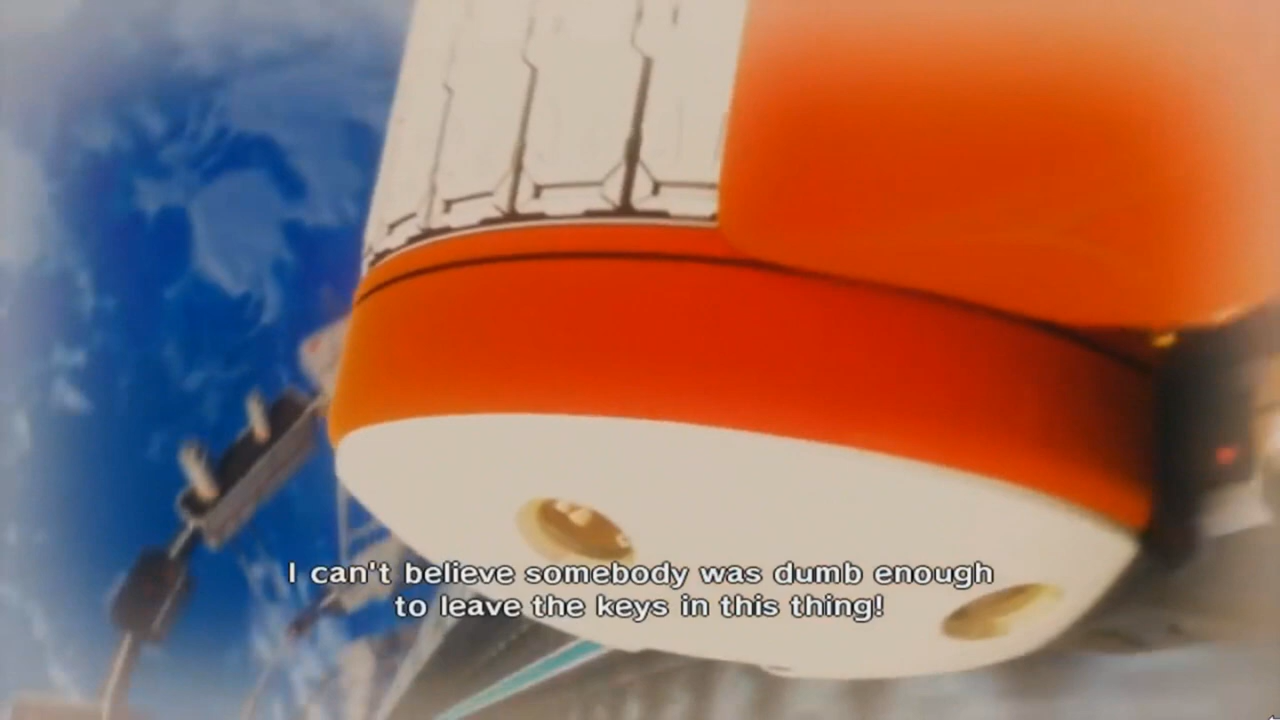 I can't believe somebody was dumb enough
to leave the keys in this thing!